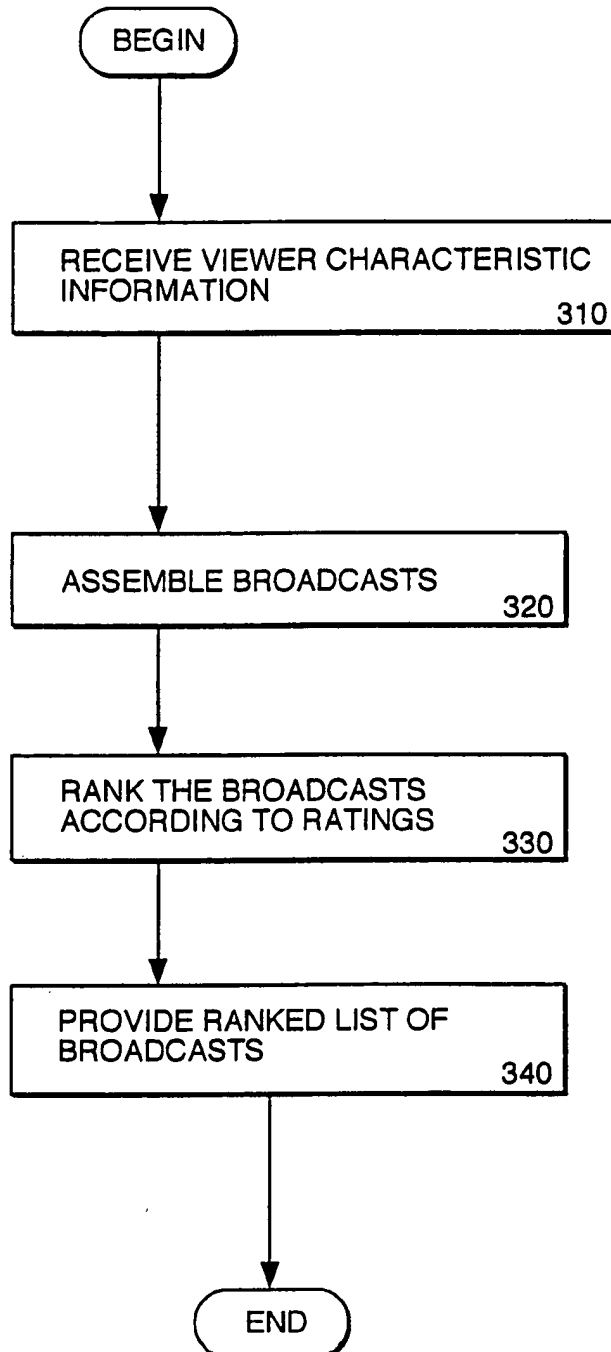 BEGIN
RECEIVE VIEWER CHARACTERISTIC
INFORMATION
310
ASSEMBLE BROADCASTS
320
RANK THE BROADCASTS
ACCORDING TO RATINGS
330
PROVIDE RANKED LIST OF
BROADCASTS
340
END